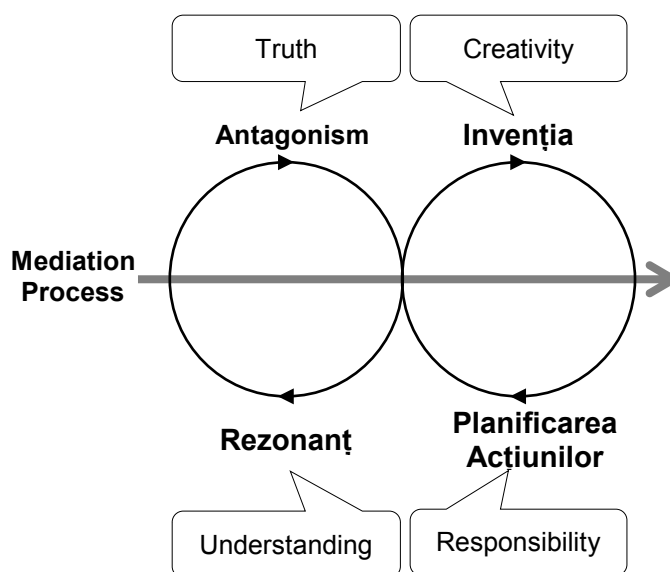 Truth
Creativity
Antagonism
Invenția
Mediation
Process
Rezonanț
Planificarea
Acțiunilor
Understanding
Responsibility